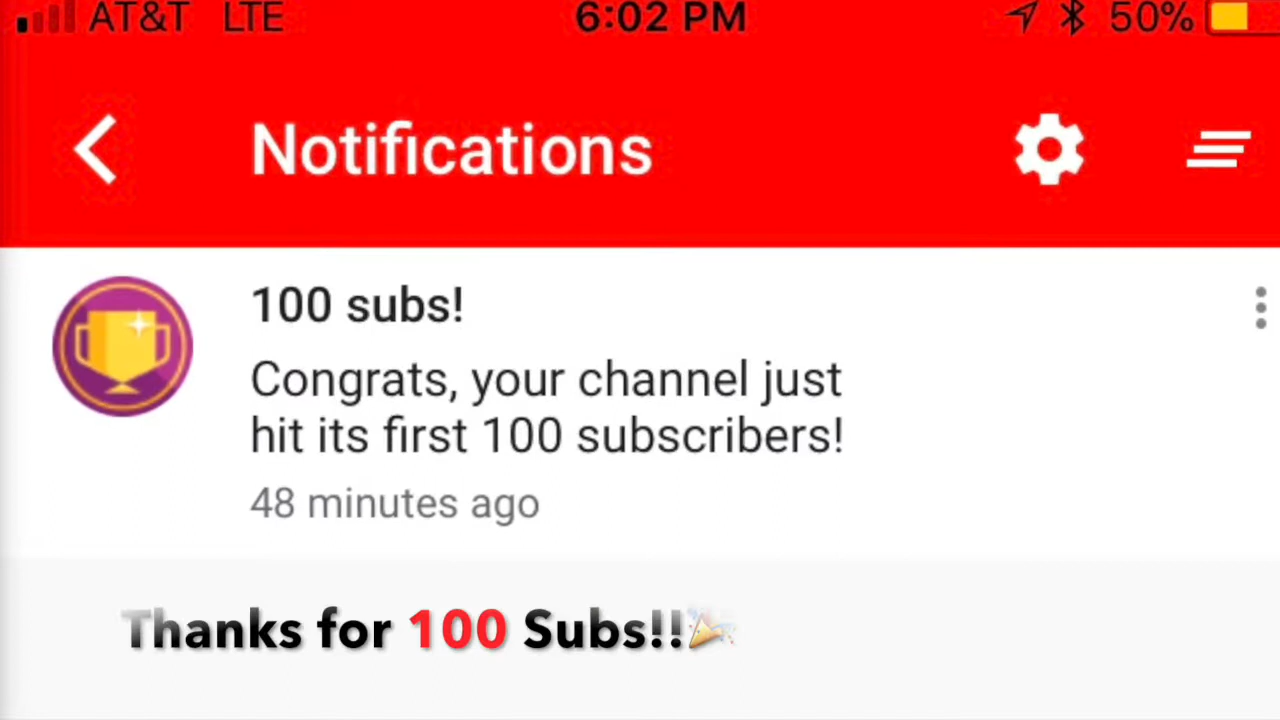 AT&T LTE 6:02 PM 50%
Notifications
100 subs!
Congrats, your channel just
hit its first 100 subscribers!
48 minutes ago
Thanks for 100 Subs!!🎉